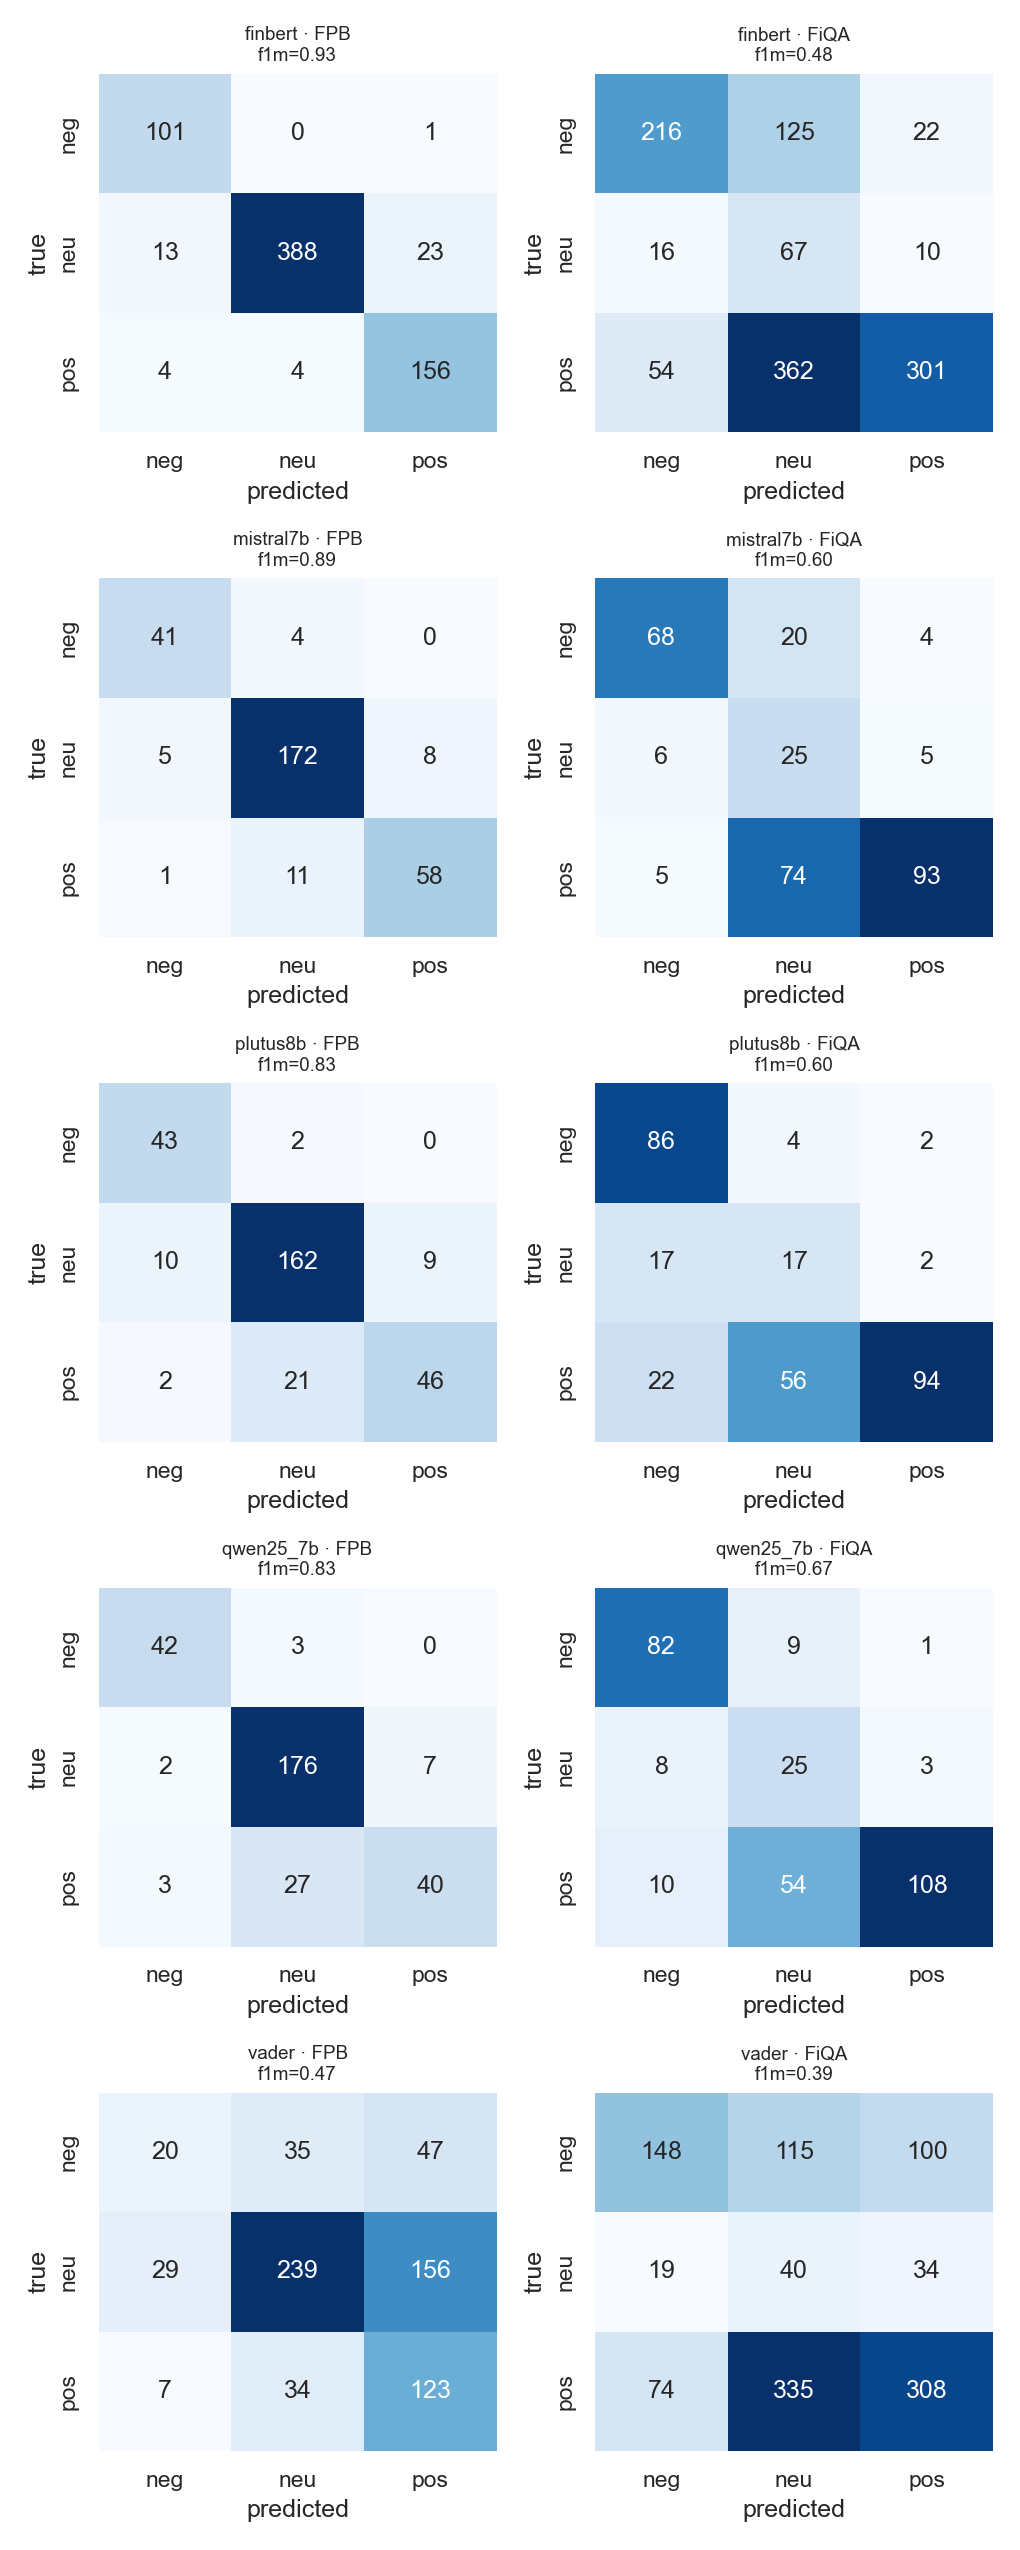 finbert · FPB
f1m=0.93
neg 101 0 1
true neu 13 388 23
pos 4 4 156
neg neu pos
predicted
finbert · FiQA
f1m=0.48
neg 216 125 22
true neu 16 67 10
pos 54 362 301
neg neu pos
predicted
mistral7b · FPB
f1m=0.89
neg 41 4 0
true neu 5 172 8
pos 1 11 58
neg neu pos
predicted
mistral7b · FiQA
f1m=0.60
neg 68 20 4
true neu 6 25 5
pos 5 74 93
neg neu pos
predicted
plutus8b · FPB
f1m=0.83
neg 43 2 0
true neu 10 162 9
pos 2 21 46
neg neu pos
predicted
plutus8b · FiQA
f1m=0.60
neg 86 4 2
true neu 17 17 2
pos 22 56 94
neg neu pos
predicted
qwen25_7b · FPB
f1m=0.83
neg 42 3 0
true neu 2 176 7
pos 3 27 40
neg neu pos
predicted
qwen25_7b · FiQA
f1m=0.67
neg 82 9 1
true neu 8 25 3
pos 10 54 108
neg neu pos
predicted
vader · FPB
f1m=0.47
neg 20 35 47
true neu 29 239 156
pos 7 34 123
neg neu pos
predicted
vader · FiQA
f1m=0.39
neg 148 115 100
true neu 19 40 34
pos 74 335 308
neg neu pos
predicted